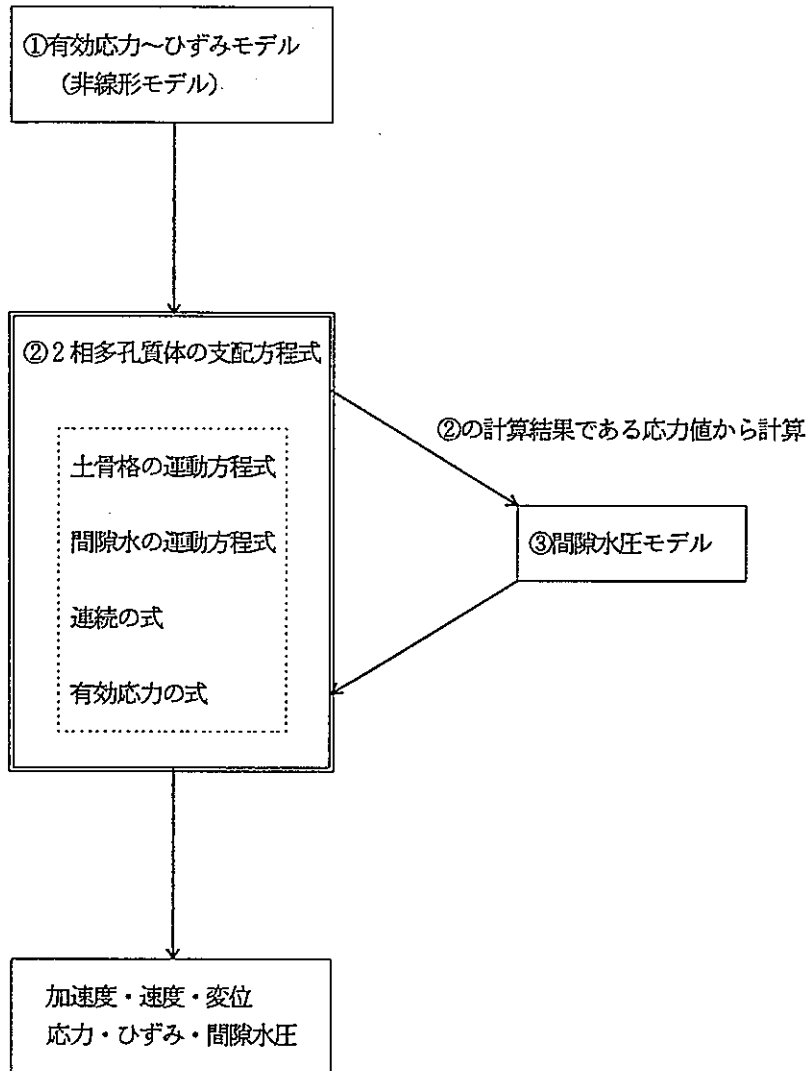 ①有効応力～ひずみモデル
(非線形モデル)
②2相多孔質体の支配方程式
土骨格の運動方程式
間隙水の運動方程式
連続の式
有効応力の式
②の計算結果である応力値から計算
③間隙水圧モデル
加速度・速度・変位
応力・ひずみ・間隙水圧